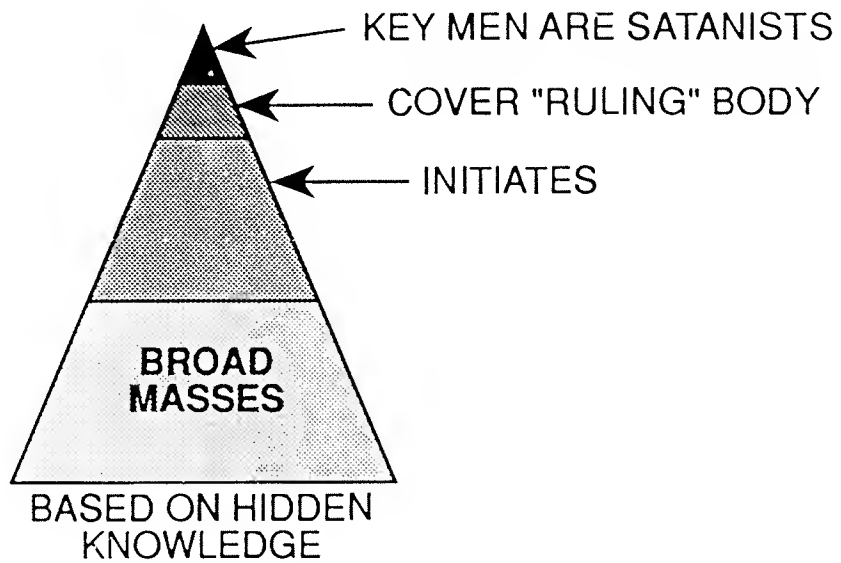 KEY MEN ARE SATANISTS
COVER "RULING" BODY
INITIATES
BROAD
MASSES
BASED ON HIDDEN
KNOWLEDGE